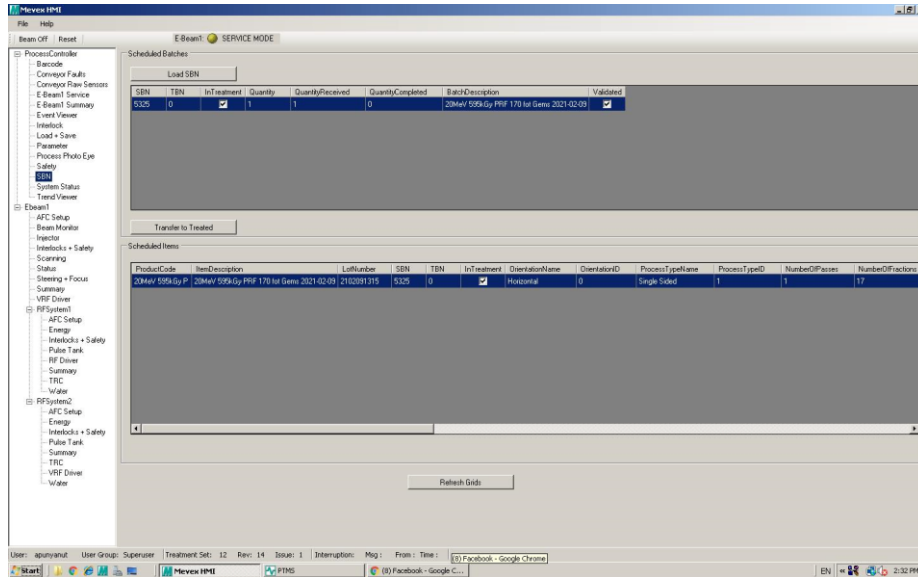 Mevex HMI
File Help
Beam Off Reset E-Beam1: SERVICE MODE
ProcessController
Barcode
Conveyor Faults
Conveyor Raw Sensors
E-Beam1 Service
E-Beam1 Summary
Event Viewer
Interlock
Load + Save
Parameter
Process Photo Eye
Safety
SBN
System Status
Trend Viewer
Ebeam1
AFC Setup
Beam Monitor
Injector
Interlocks + Safety
Scanning
Status
Steering + Focus
Summary
VRF Driver
RFSystem1
AFC Setup
Energy
Interlocks + Safety
Pulse Tank
RF Driver
Summary
TRC
Water
RFSystem2
AFC Setup
Energy
Interlocks + Safety
Pulse Tank
Summary
TRC
VRF Driver
Water
Scheduled Batches
Load SBN
SBN TBN InTreatment Quantity QuantityReceived QuantityCompleted BatchDescription Validated
5325 0 1 1 0 20MeV 595kGy PRF 170 fot Gems 2021-02-09
Transfer to Treated
Scheduled Items
ProductCode ItemDescription LotNumber SBN TBN InTreatment OrientationName OrientationID ProcessTypeName ProcessTypeID NumberOfPasses NumberOfFractions
20MeV 595kGy P 20MeV 595kGy PRF 170 fot Gems 2021-02-09 2102091315 5325 0 Horizontal 0 Single Sided 1 1 17
Refresh Grids
User: apunyanut User Group: Superuser Treatment Set: 12 Rev: 14 Issue: 1 Interruption: Msg : From : Time :
(8) Facebook - Google Chrome
Start Mevex HMI PTMS (8) Facebook - Google C... EN 2:32 PM